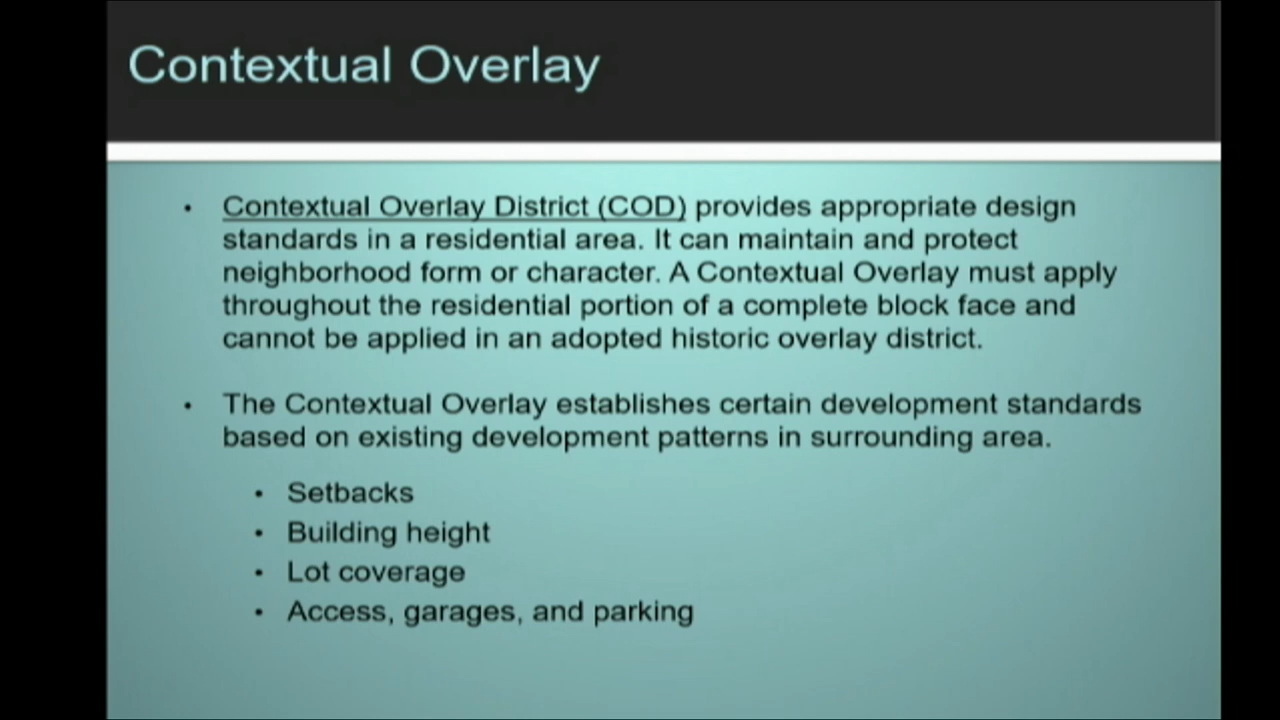 Contextual Overlay
• Contextual Overlay District (COD) provides appropriate design
standards in a residential area. It can maintain and protect
neighborhood form or character. A Contextual Overlay must apply
throughout the residential portion of a complete block face and
cannot be applied in an adopted historic overlay district.
• The Contextual Overlay establishes certain development standards
based on existing development patterns in surrounding area.
• Setbacks
• Building height
• Lot coverage
• Access, garages, and parking